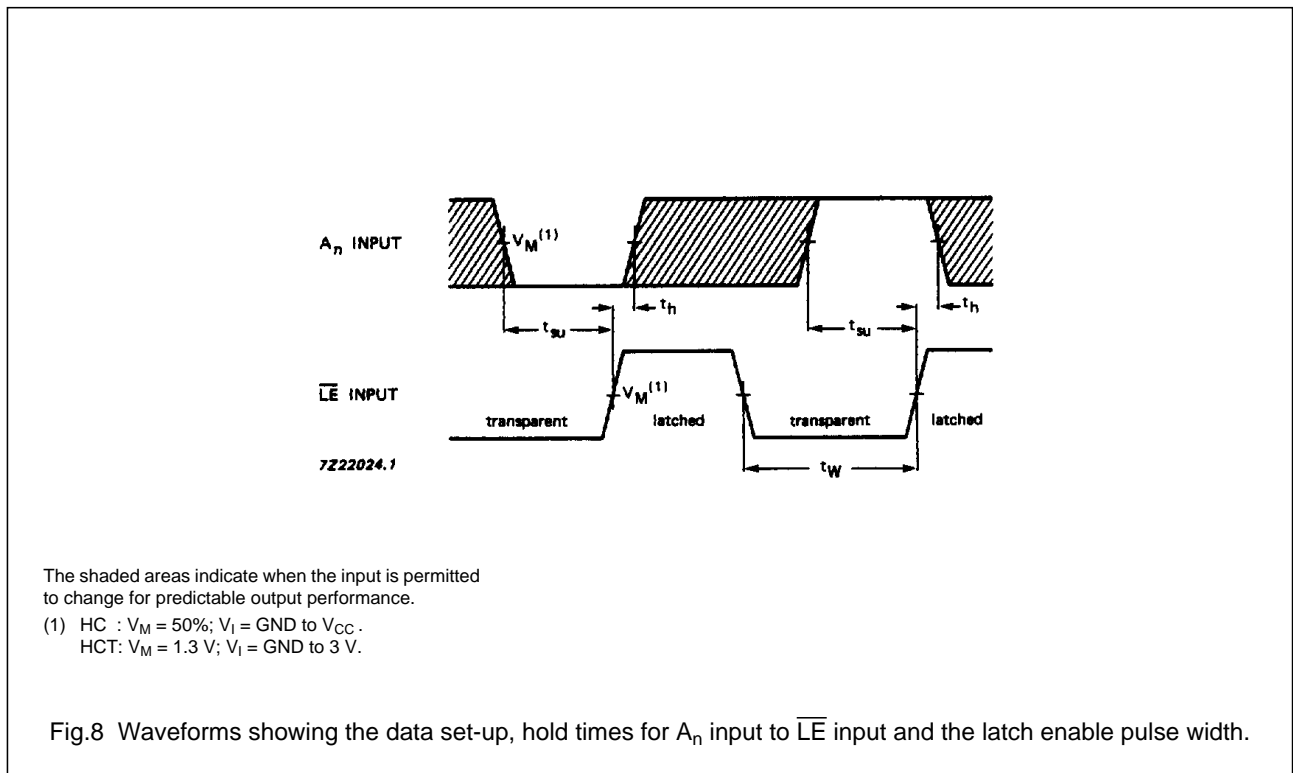 Aₙ INPUT
V_M⁽¹⁾
t_h
t_h
t_su
t_su
L̅E̅ INPUT
V_M⁽¹⁾
transparent
latched
transparent
latched
7Z22024.1
t_W
The shaded areas indicate when the input is permitted
to change for predictable output performance.
(1) HC : V_M = 50%; V_I = GND to V_CC .
HCT: V_M = 1.3 V; V_I = GND to 3 V.
Fig.8 Waveforms showing the data set-up, hold times for Aₙ input to L̅E̅ input and the latch enable pulse width.